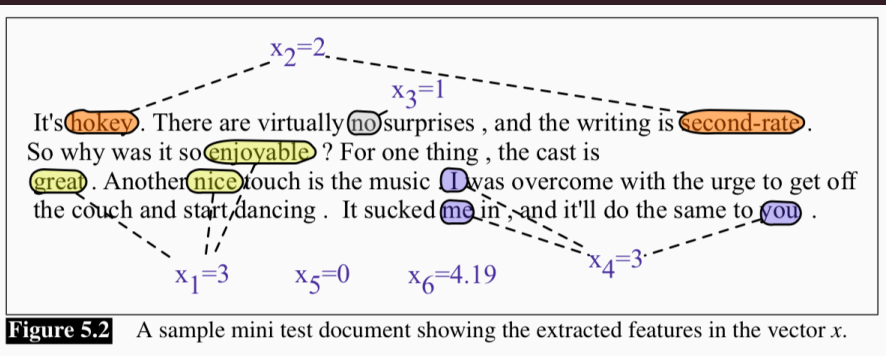 x2=2
x3=1
It's hokey . There are virtually no surprises , and the writing is second-rate .
So why was it so enjoyable ? For one thing , the cast is
great . Another nice touch is the music I was overcome with the urge to get off
the couch and start dancing . It sucked me in , and it'll do the same to you .
x1=3 x5=0 x6=4.19 x4=3
Figure 5.2 A sample mini test document showing the extracted features in the vector x.